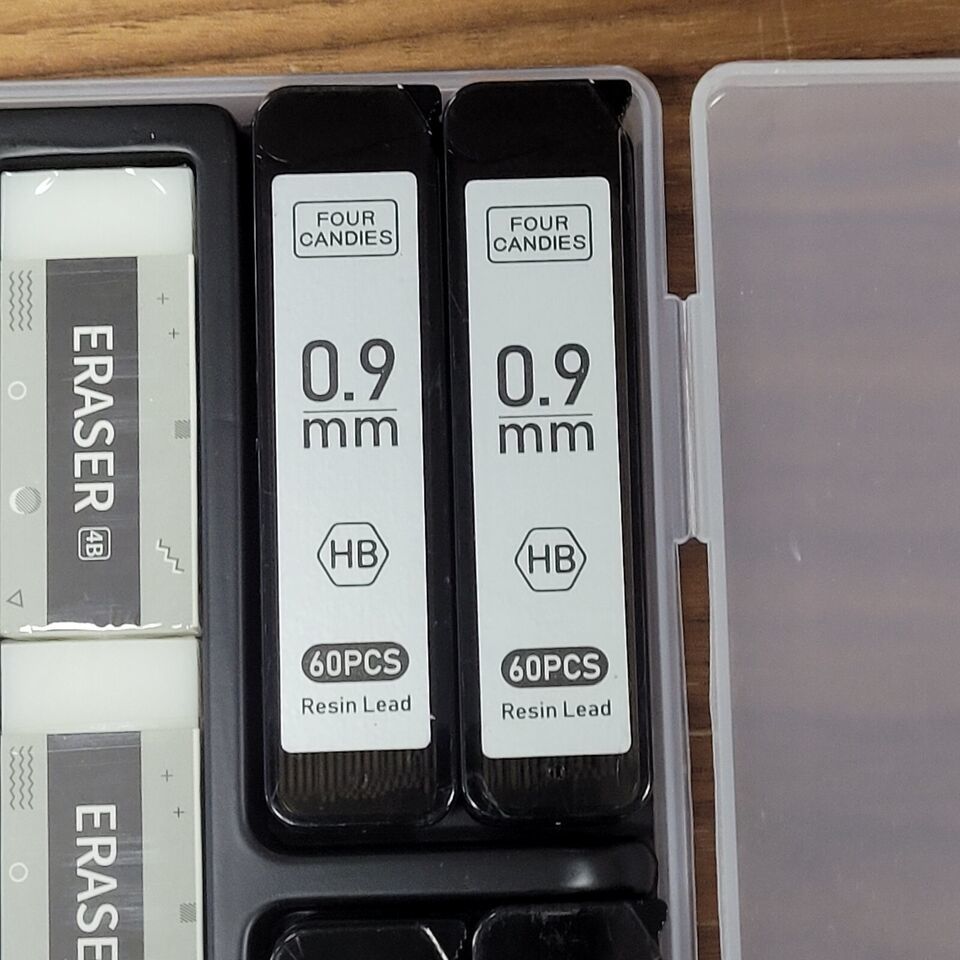 ERASER 4B
ERASE
FOUR
CANDIES
0.9
mm
HB
60PCS
Resin Lead
FOUR
CANDIES
0.9
mm
HB
60PCS
Resin Lead